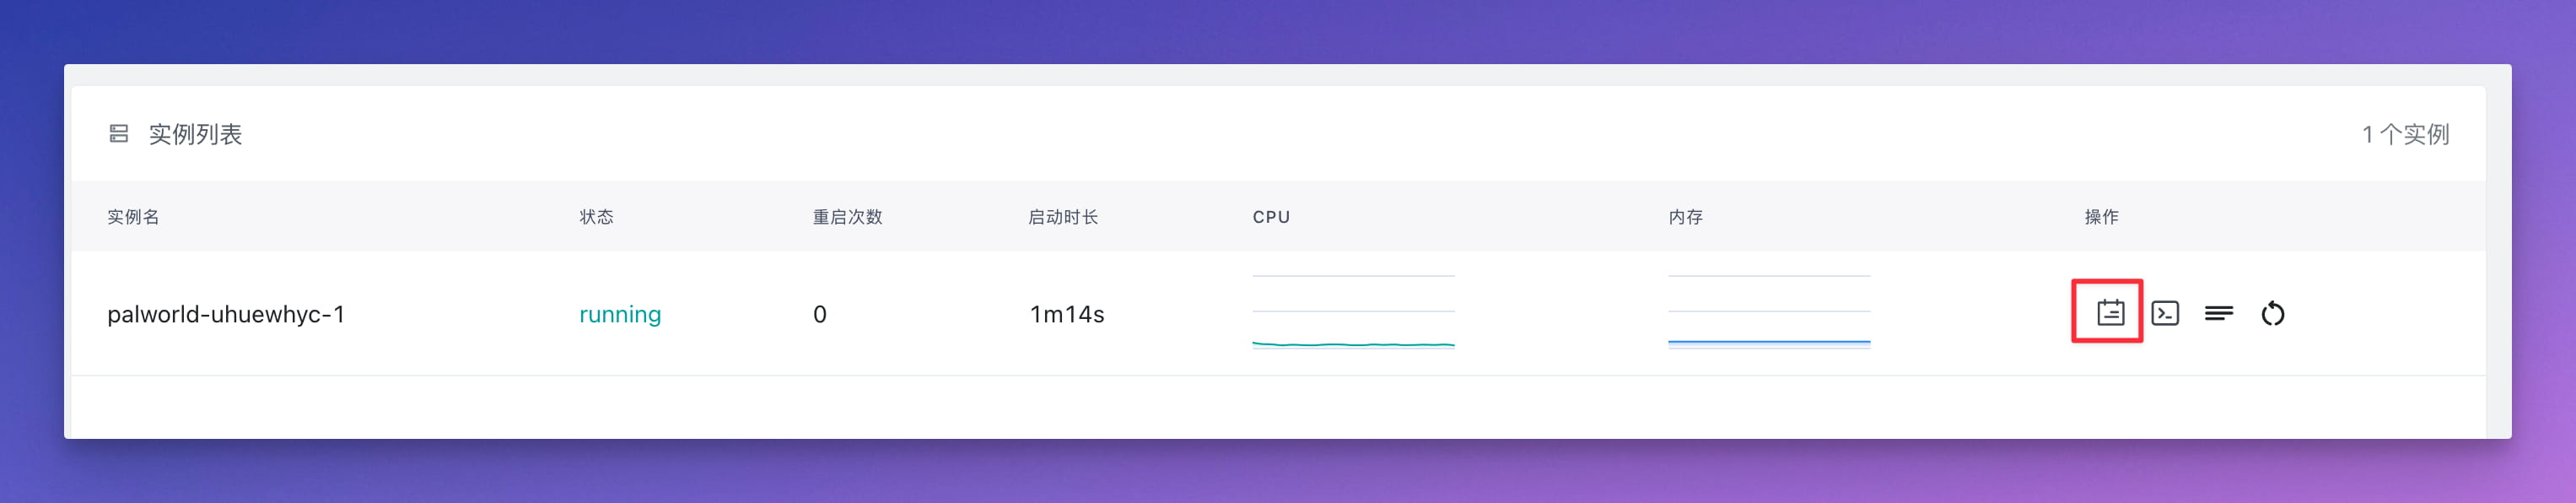 实例列表
1 个实例
实例名 状态 重启次数 启动时长 CPU 内存 操作
palworld-uhuewhyc-1 running 0 1m14s